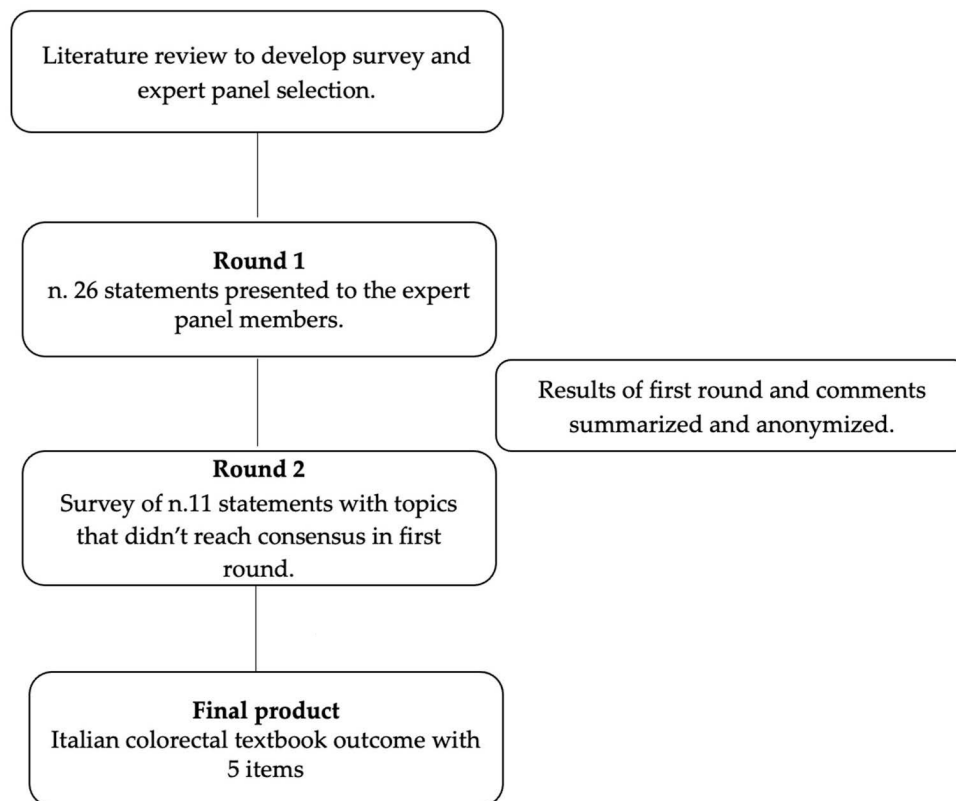 Literature review to develop survey and
expert panel selection.
Round 1
n. 26 statements presented to the expert
panel members.
Results of first round and comments
summarized and anonymized.
Round 2
Survey of n.11 statements with topics
that didn’t reach consensus in first
round.
Final product
Italian colorectal textbook outcome with
5 items